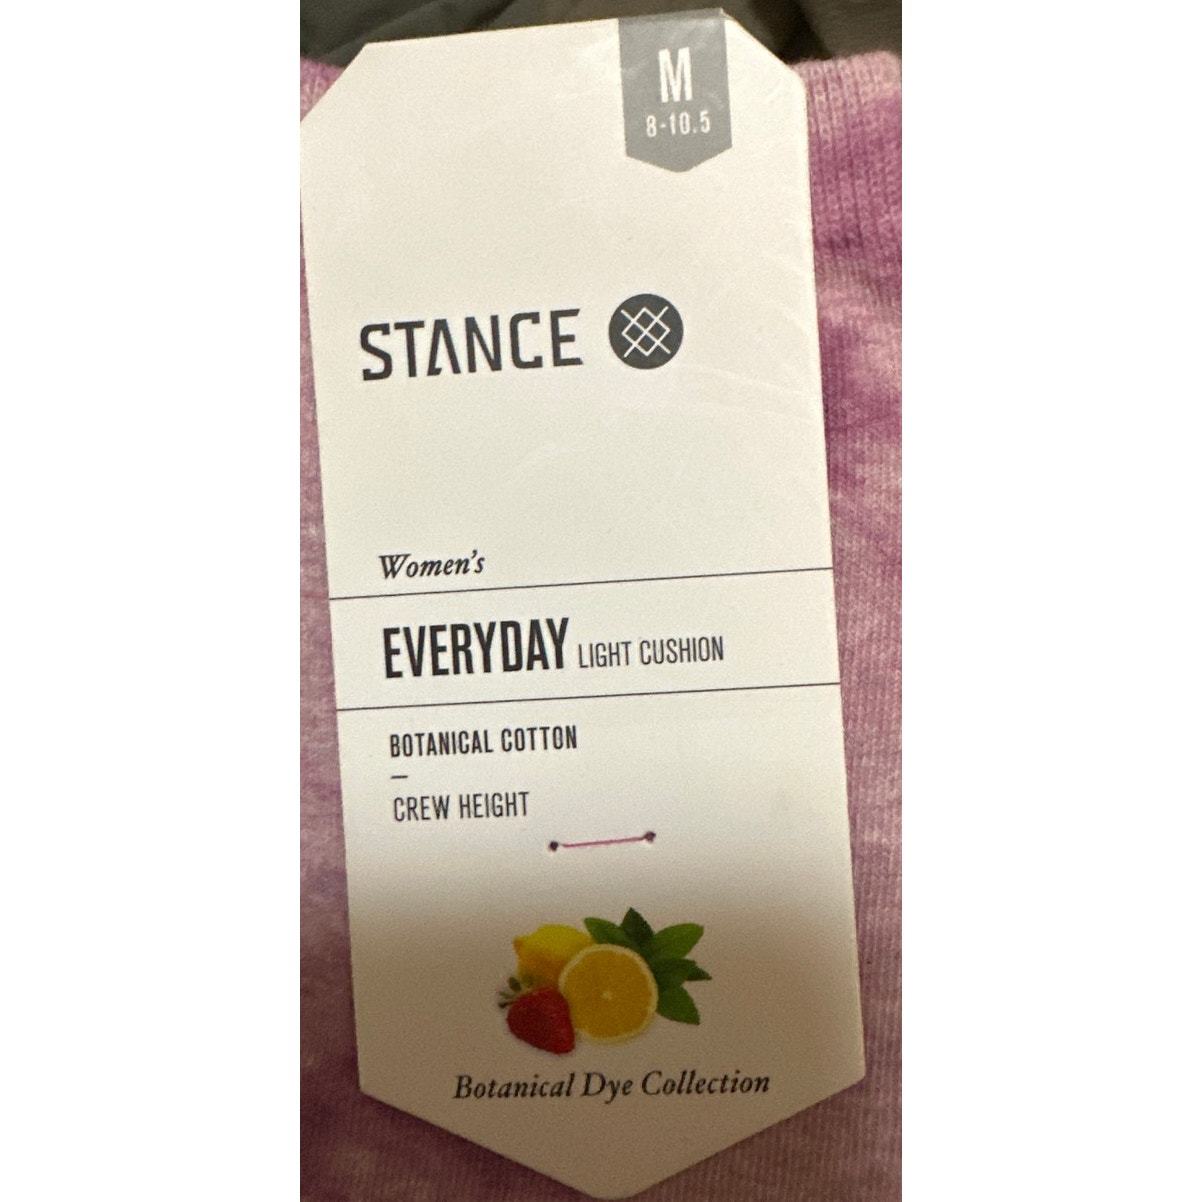 M
8-10.5
STANCE
Women's
EVERYDAY LIGHT CUSHION
BOTANICAL COTTON
–
CREW HEIGHT
Botanical Dye Collection